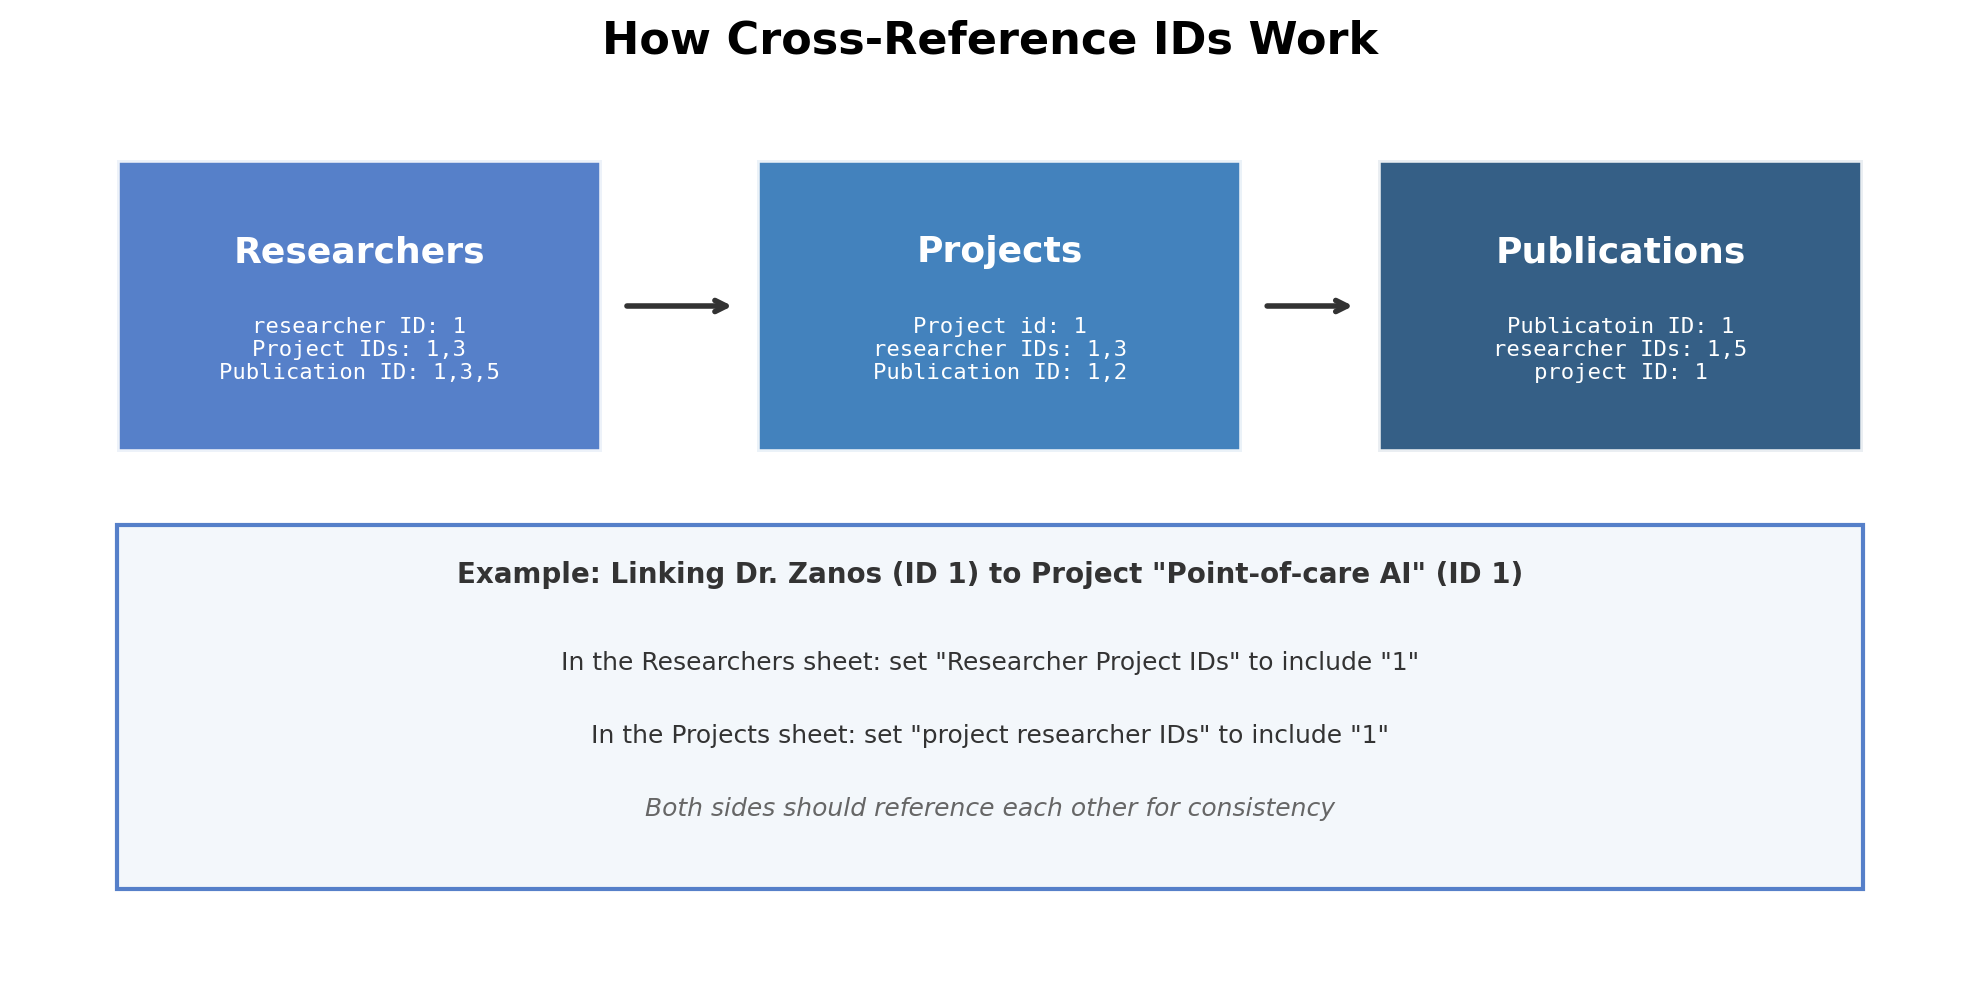 How Cross-Reference IDs Work
Researchers
researcher ID: 1
Project IDs: 1,3
Publication ID: 1,3,5
Projects
Project id: 1
researcher IDs: 1,3
Publication ID: 1,2
Publications
Publicatoin ID: 1
researcher IDs: 1,5
project ID: 1
Example: Linking Dr. Zanos (ID 1) to Project "Point-of-care AI" (ID 1)
In the Researchers sheet: set "Researcher Project IDs" to include "1"
In the Projects sheet: set "project researcher IDs" to include "1"
Both sides should reference each other for consistency